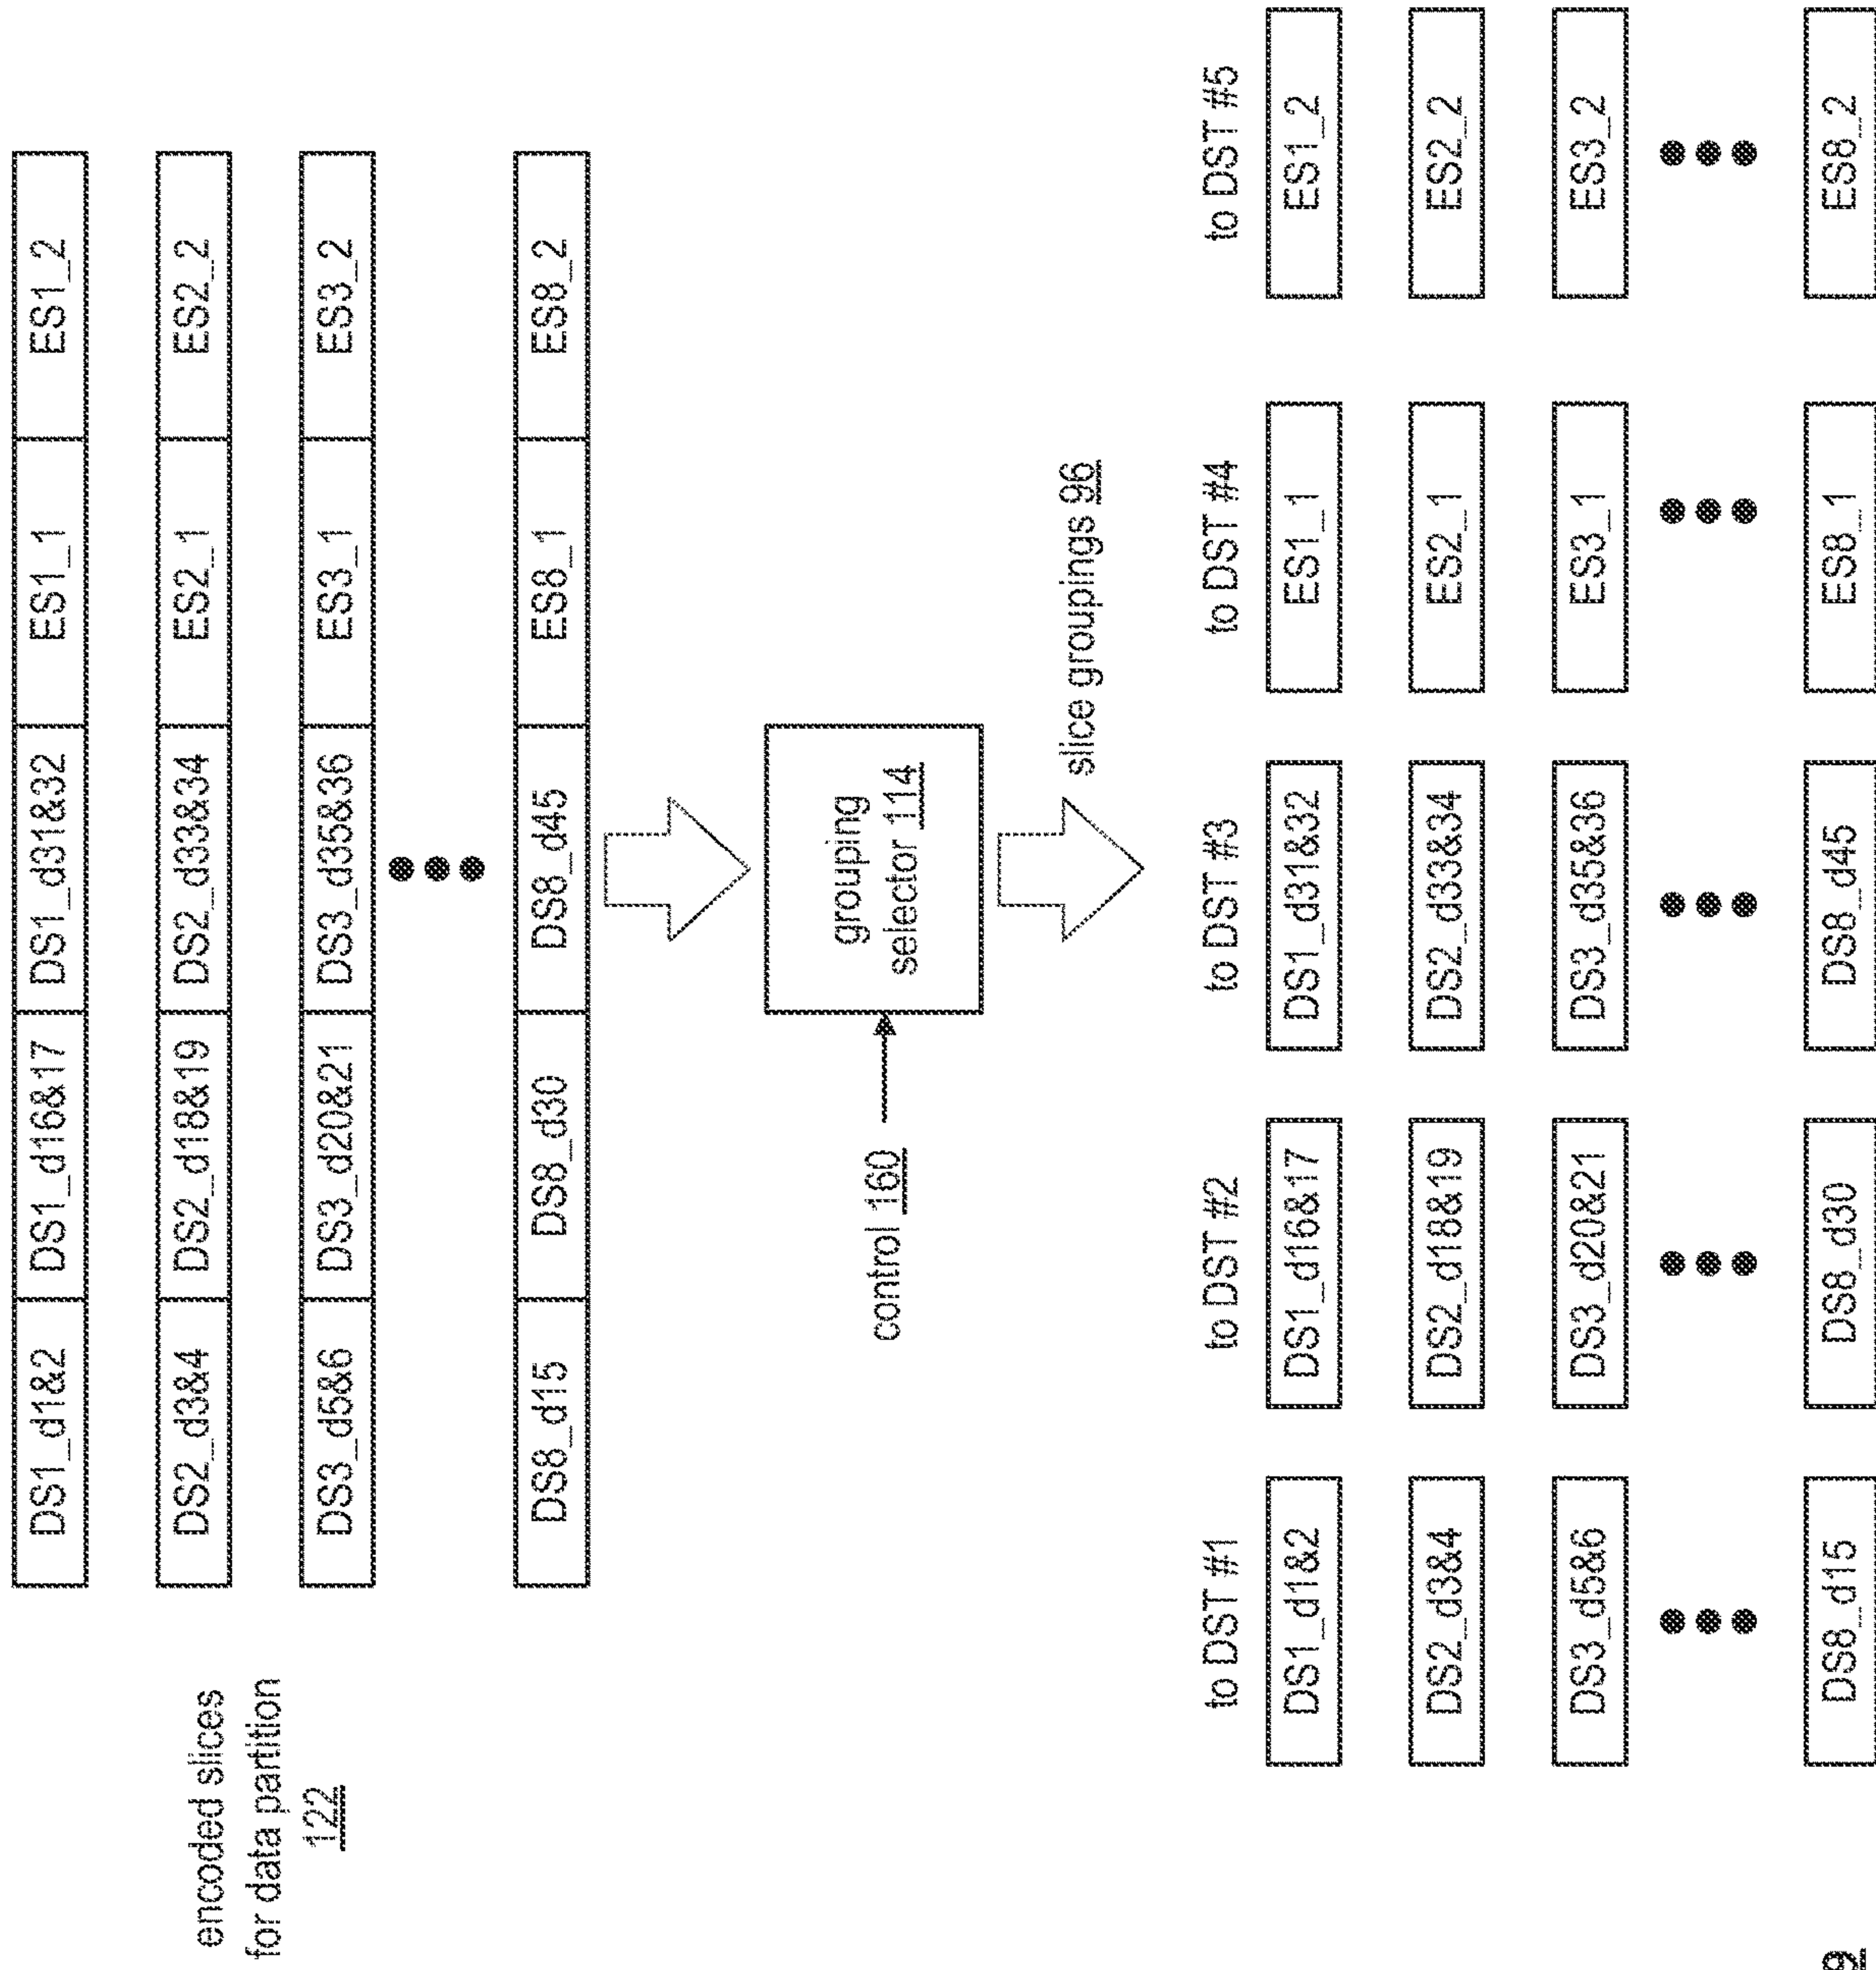 DS1_d1&2 DS1_d16&17 DS1_d31&32 ES1_1 ES1_2
encoded slices
for data partition
122
DS2_d3&4 DS2_d18&19 DS2_d33&34 ES2_1 ES2_2
DS3_d5&6 DS3_d20&21 DS3_d35&36 ES3_1 ES3_2
DS8_d15 DS8_d30 DS8_d45 ES8_1 ES8_2
control 160
grouping
selector 114
slice groupings 96
to DST #1 to DST #2 to DST #3 to DST #4 to DST #5
DS1_d1&2 DS1_d16&17 DS1_d31&32 ES1_1 ES1_2
DS2_d3&4 DS2_d18&19 DS2_d33&34 ES2_1 ES2_2
DS3_d5&6 DS3_d20&21 DS3_d35&36 ES3_1 ES3_2
DS8_d15 DS8_d30 DS8_d45 ES8_1 ES8_2